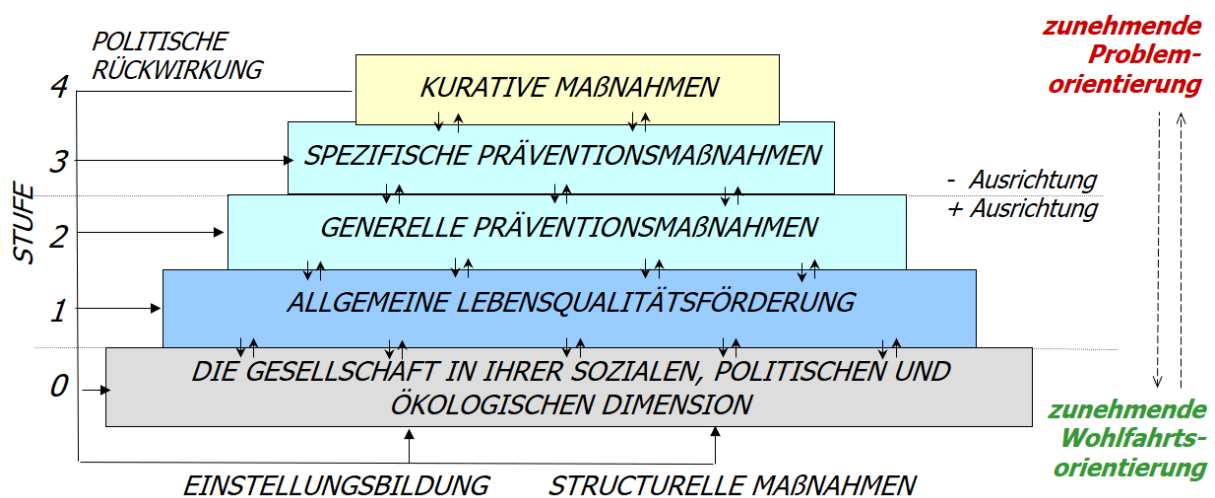 POLITISCHE
RÜCKWIRKUNG
zunehmende
Problem-
orientierung
STUFE
4
KURATIVE MAßNAHMEN
3
SPEZIFISCHE PRÄVENTIONSMAßNAHMEN
- Ausrichtung
+ Ausrichtung
2
GENERELLE PRÄVENTIONSMAßNAHMEN
1
ALLGEMEINE LEBENSQUALITÄTSFÖRDERUNG
0
DIE GESELLSCHAFT IN IHRER SOZIALEN, POLITISCHEN UND
ÖKOLOGISCHEN DIMENSION
zunehmende
Wohlfahrts-
orientierung
EINSTELLUNGSBILDUNG
STRUCTURELLE MAßNAHMEN